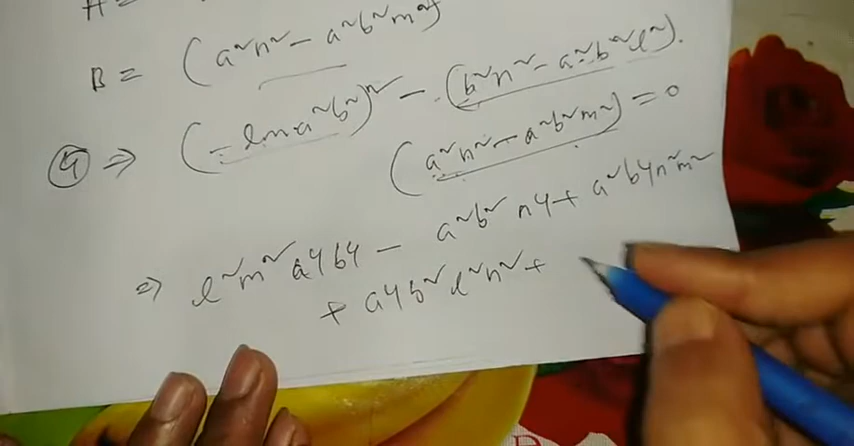 B = (a²n² - a²b²m²)
④ ⇒ (-lma²b²)² - (b²n² - a²b²l²).
(a²n² - a²b²m²) = 0
⇒ l²m²a⁴b⁴ - a²b²n⁴ + a²b⁴n²m²
+ a⁴b²l²n² +